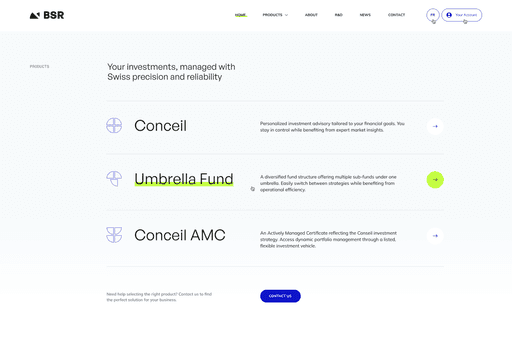 BSR
HOME
PRODUCTS
ABOUT
R&D
NEWS
CONTACT
FR
Your Account
PRODUCTS
Your investments, managed with
Swiss precision and reliability
Conceil
Personalized investment advisory tailored to your financial goals. You
stay in control while benefiting from expert market insights.
Umbrella Fund
A diversified fund structure offering multiple sub-funds under one
umbrella. Easily switch between strategies while benefiting from
operational efficiency.
Conceil AMC
An Actively Managed Certificate reflecting the Conseil investment
strategy. Access dynamic portfolio management through a listed,
flexible investment vehicle.
Need help selecting the right product? Contact us to find
the perfect solution for your business.
CONTACT US